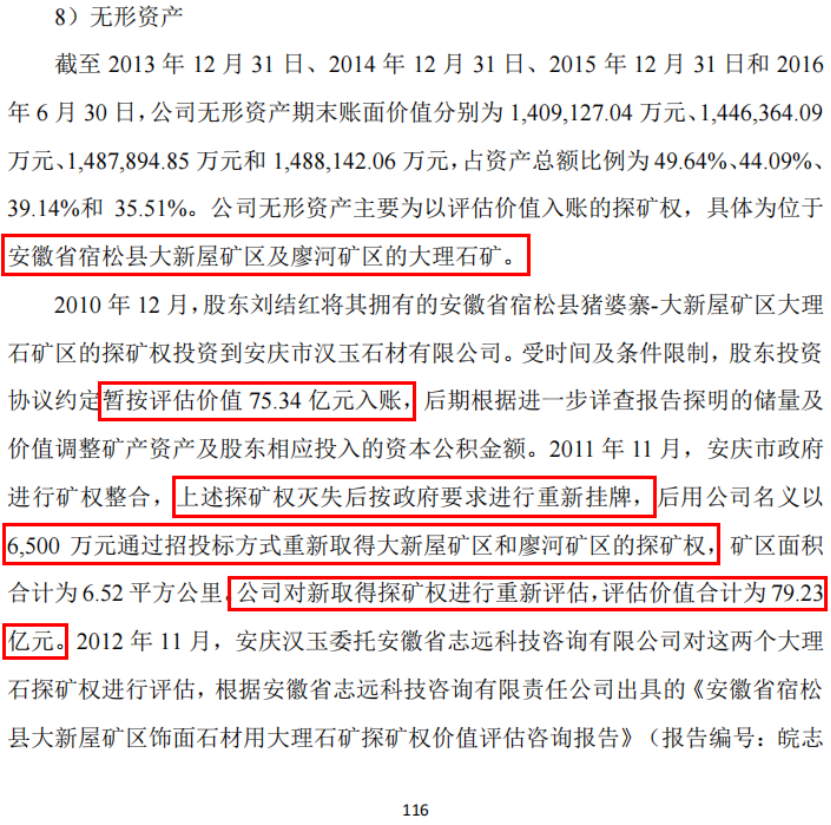 8）无形资产
截至 2013 年 12 月 31 日、2014 年 12 月 31 日、2015 年 12 月 31 日和 2016
年 6 月 30 日，公司无形资产期末账面价值分别为 1,409,127.04 万元、1,446,364.09
万元、1,487,894.85 万元和 1,488,142.06 万元，占资产总额比例为 49.64%、44.09%、
39.14%和 35.51%。公司无形资产主要为以评估价值入账的探矿权，具体为位于
安徽省宿松县大新屋矿区及廖河矿区的大理石矿。
2010 年 12 月，股东刘结红将其拥有的安徽省宿松县猪婆寨-大新屋矿区大理
石矿区的探矿权投资到安庆市汉玉石材有限公司。受时间及条件限制，股东投资
协议约定暂按评估价值 75.34 亿元入账，后期根据进一步详查报告探明的储量及
价值调整矿产资产及股东相应投入的资本公积金额。2011 年 11 月，安庆市政府
进行矿权整合，上述探矿权灭失后按政府要求进行重新挂牌，后用公司名义以
6,500 万元通过招投标方式重新取得大新屋矿区和廖河矿区的探矿权，矿区面积
合计为 6.52 平方公里，公司对新取得探矿权进行重新评估，评估价值合计为 79.23
亿元。2012 年 11 月，安庆汉玉委托安徽省志远科技咨询有限公司对这两个大理
石探矿权进行评估，根据安徽省志远科技咨询有限责任公司出具的《安徽省宿松
县大新屋矿区饰面石材用大理石矿探矿权价值评估咨询报告》（报告编号：皖志
116